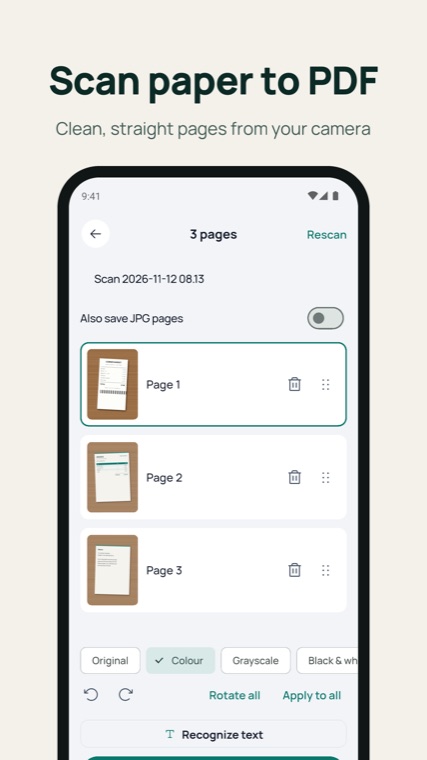 Scan paper to PDF
Clean, straight pages from your camera
9:41
3 pages
Rescan
Scan 2026-11-12 08.13
Also save JPG pages
Page 1
Page 2
Page 3
Original
Colour
Grayscale
Black & wh
Rotate all
Apply to all
Recognize text